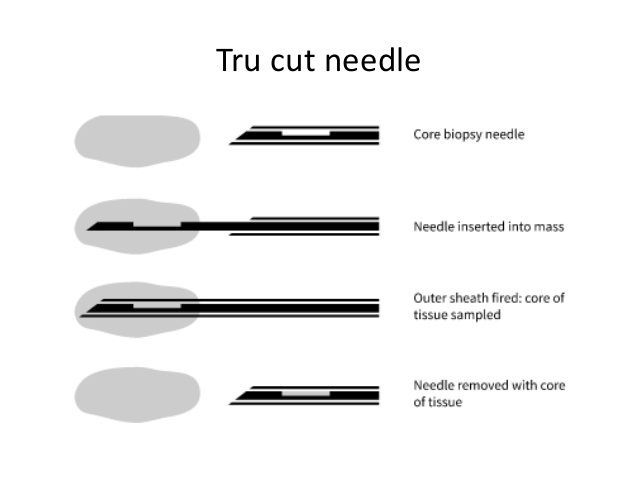 Tru cut needle
Core biopsy needle
Needle inserted into mass
Outer sheath fired: core of
tissue sampled
Needle removed with core
of tissue